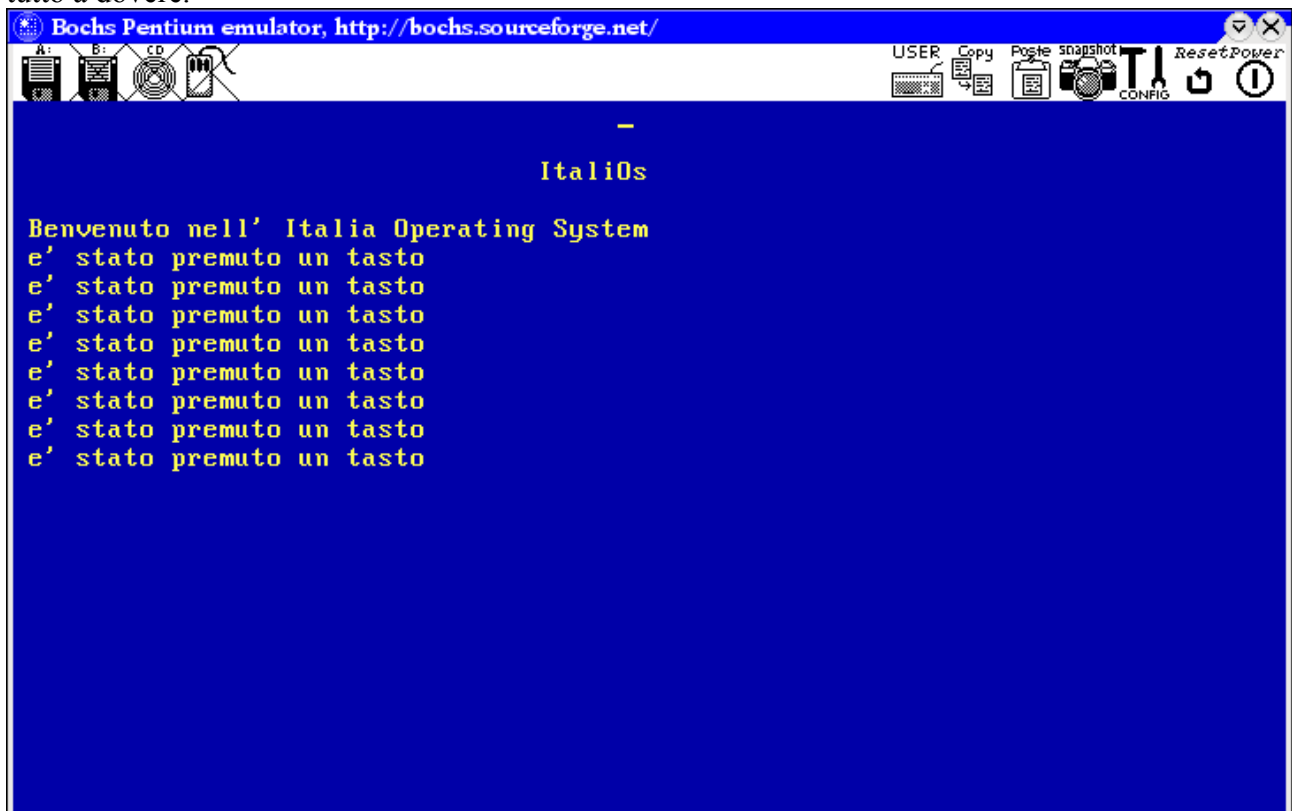 tutto a dovere.
Bochs Pentium emulator, http://bochs.sourceforge.net/
A: B: CD USER Copy Paste snapshot CONFIG Reset Power
_
ItaliOs
Benvenuto nell' Italia Operating System
e' stato premuto un tasto
e' stato premuto un tasto
e' stato premuto un tasto
e' stato premuto un tasto
e' stato premuto un tasto
e' stato premuto un tasto
e' stato premuto un tasto
e' stato premuto un tasto